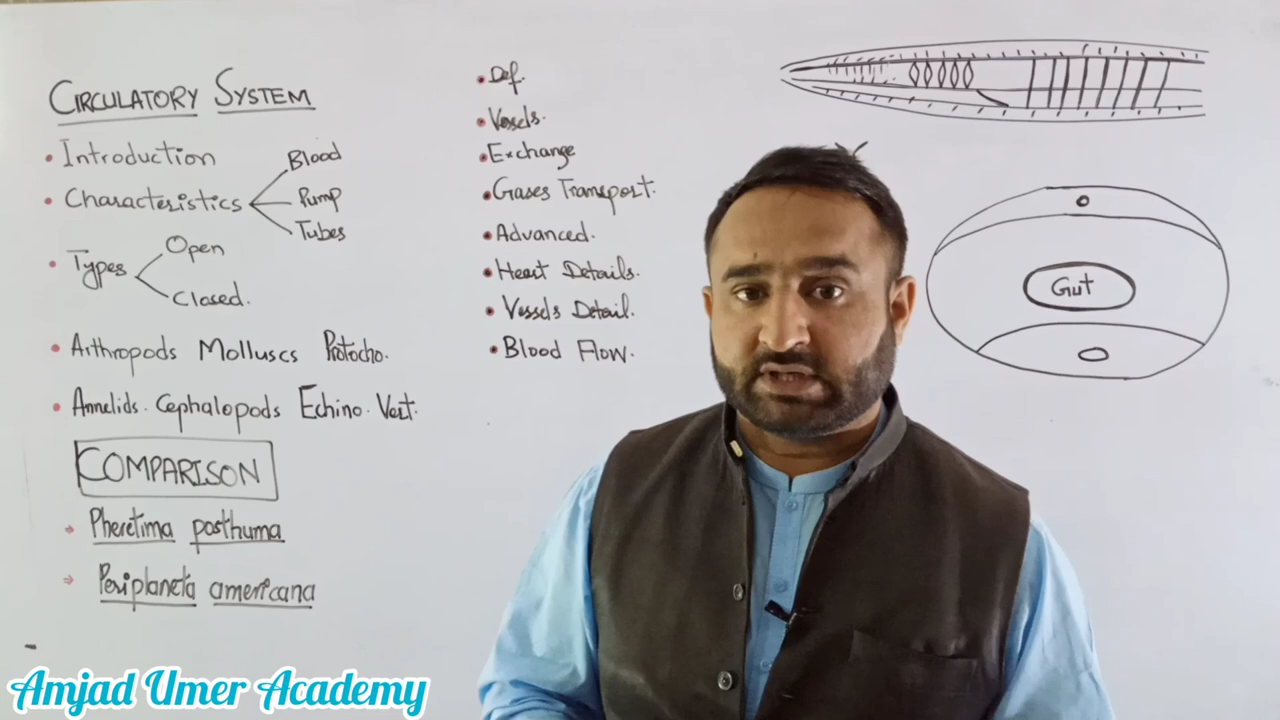 CIRCULATORY SYSTEM
• Introduction
• Characteristics
Blood
Pump
Tubes
• Types
Open
Closed.
• Arthropods Molluscs Protocho.
• Annelids. Cephalopods Echino. Vert.
COMPARISON
Pheretima posthuma
Periplaneta americana
• Def.
• Vessels.
• Exchange
• Gases Transport.
• Advanced.
• Heart Details.
• Vessels Detail.
• Blood Flow.
Gut
Amjad Umer Academy